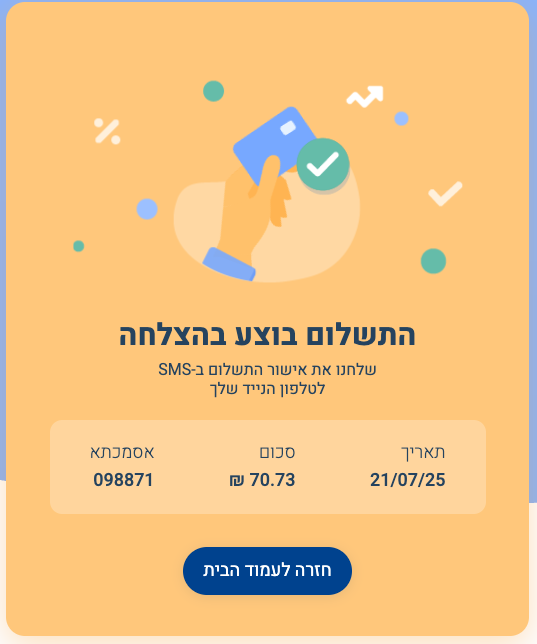 התשלום בוצע בהצלחה
שלחנו את אישור התשלום ב-SMS
לטלפון הנייד שלך
תאריך סכום אסמכתא
21/07/25 70.73 ₪ 098871
חזרה לעמוד הבית